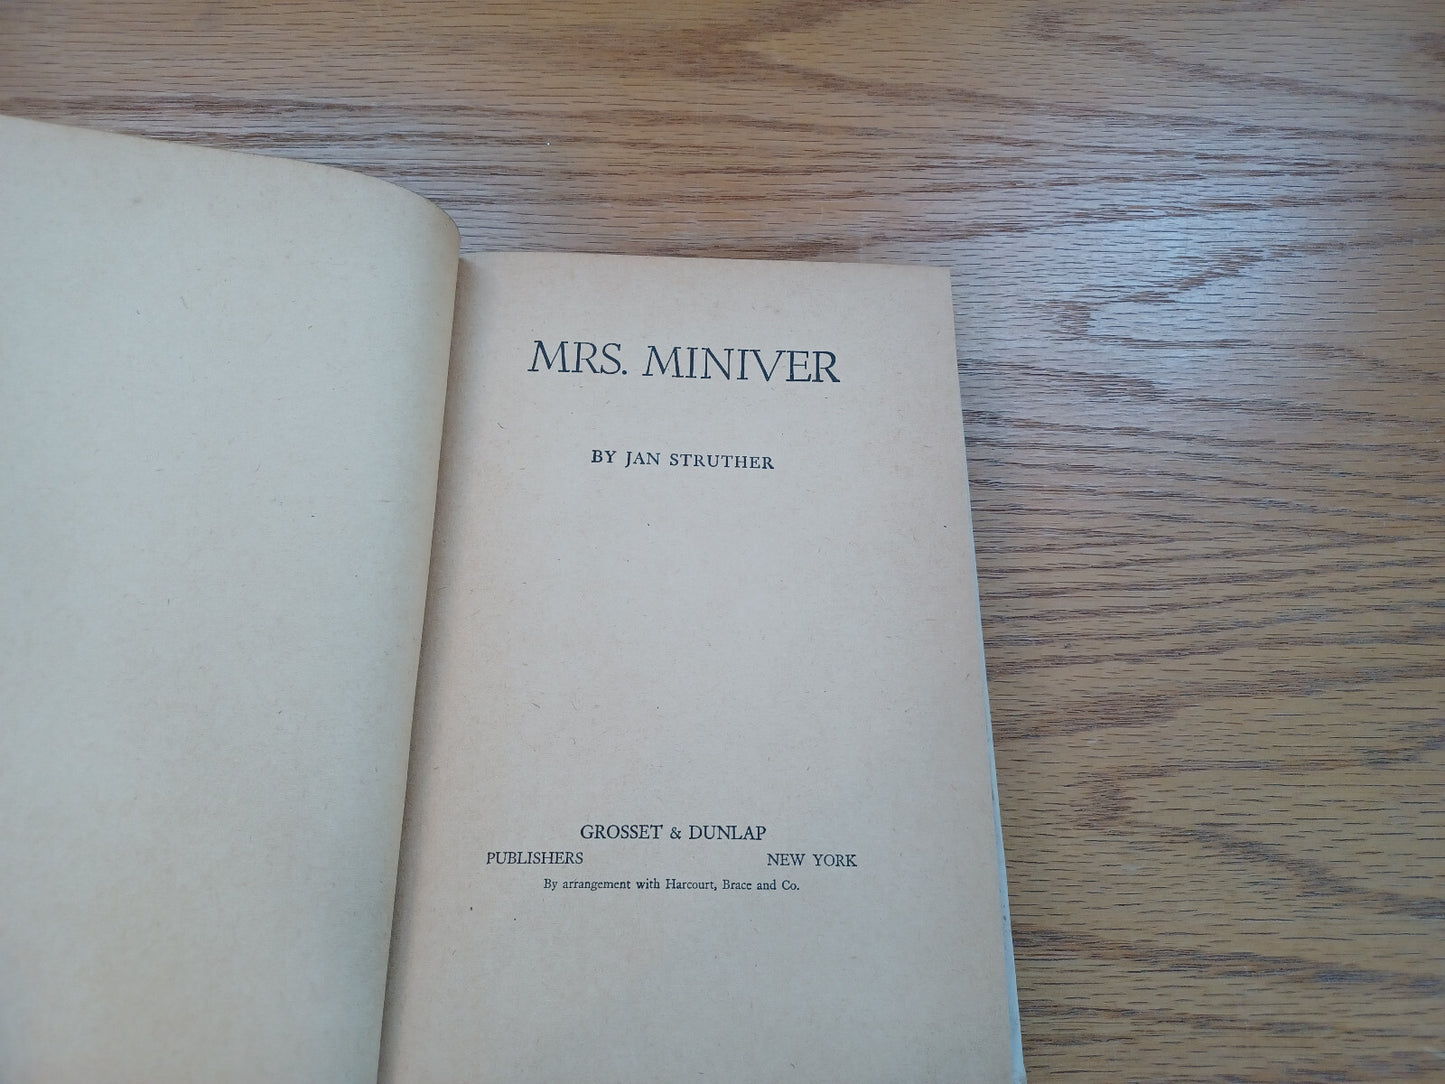 MRS. MINIVER
BY JAN STRUTHER
GROSSET & DUNLAP
PUBLISHERS NEW YORK
By arrangement with Harcourt, Brace and Co.